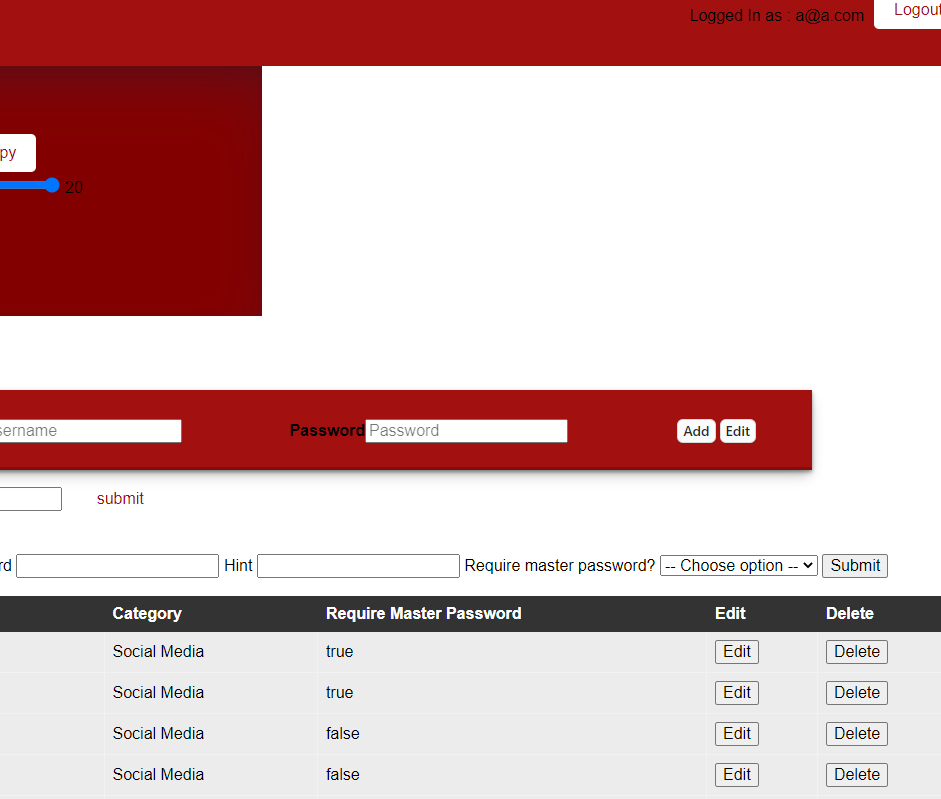 Logged In as : a@a.com Logout
py
20
sername Password Password Add Edit
submit
rd Hint Require master password? -- Choose option -- Submit
Category Require Master Password Edit Delete
Social Media true Edit Delete
Social Media true Edit Delete
Social Media false Edit Delete
Social Media false Edit Delete